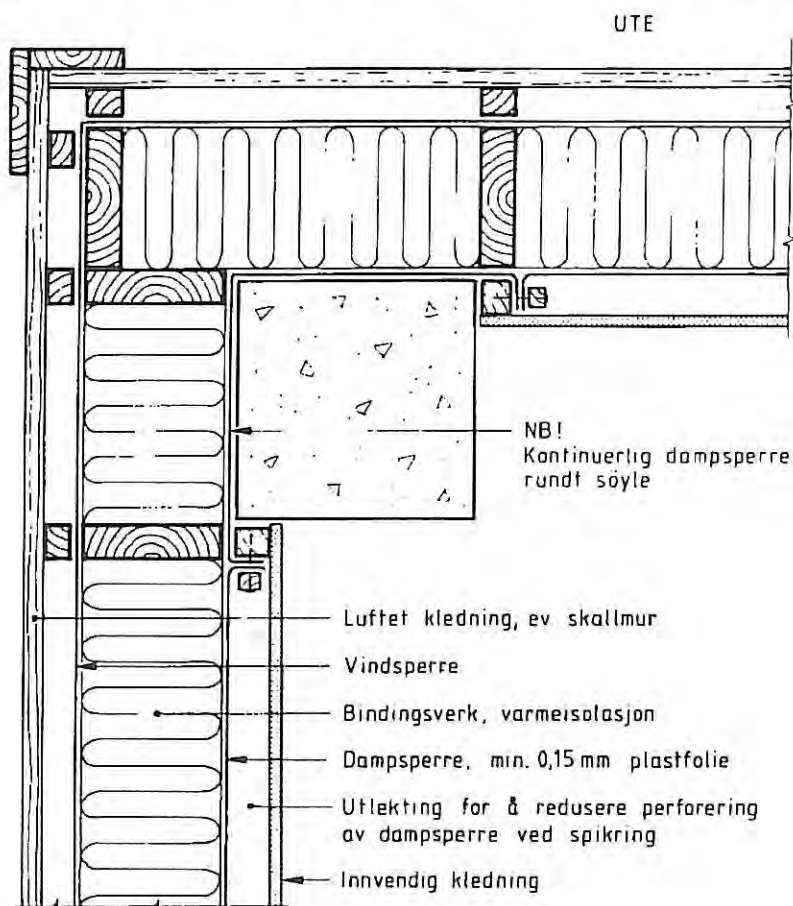 UTE
NB!
Kontinuerlig dampsperre
rundt söyle
Luftet kledning, ev skallmur
Vindsperre
Bindingsverk, varmeisolasjon
Dampsperre, min. 0,15 mm plastfolie
Utlekting for å redusere perforering
av dampsperre ved spikring
Innvendig kledning